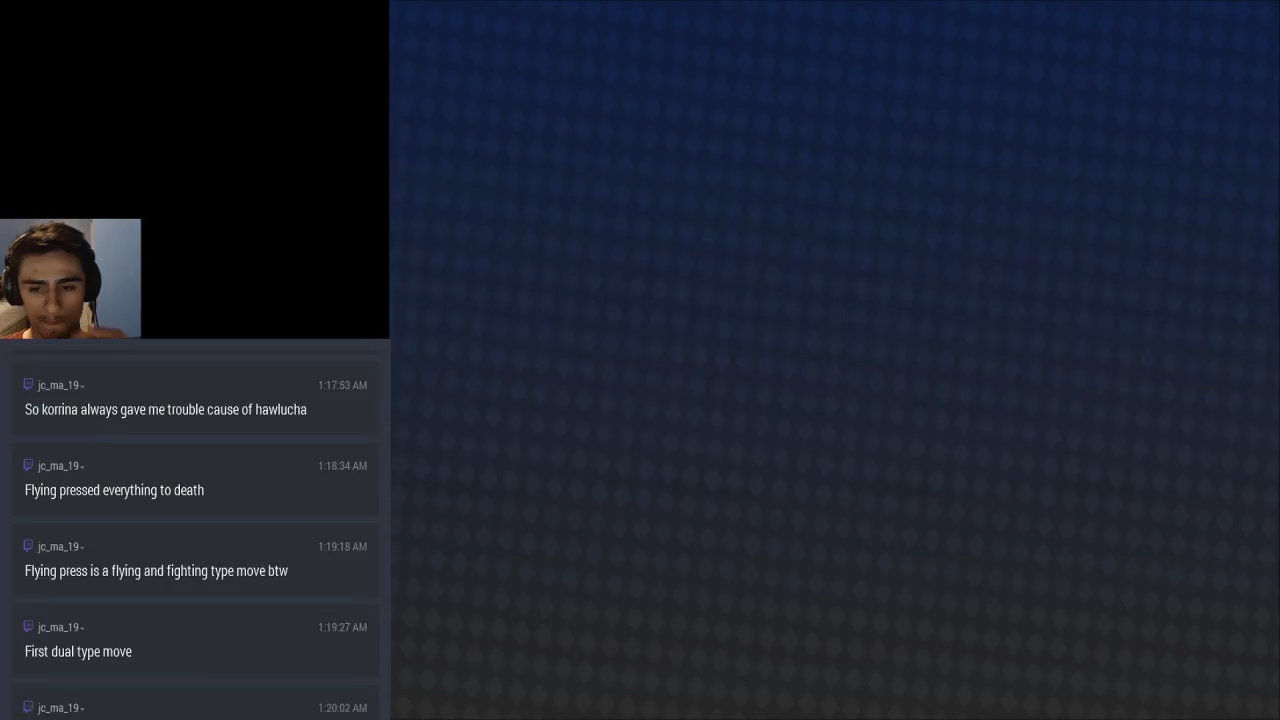 jc_ma_19
1:17:53 AM
So korrina always gave me trouble cause of hawlucha
jc_ma_19
1:18:34 AM
Flying pressed everything to death
jc_ma_19
1:19:18 AM
Flying press is a flying and fighting type move btw
jc_ma_19
1:19:27 AM
First dual type move
jc_ma_19
1:20:02 AM